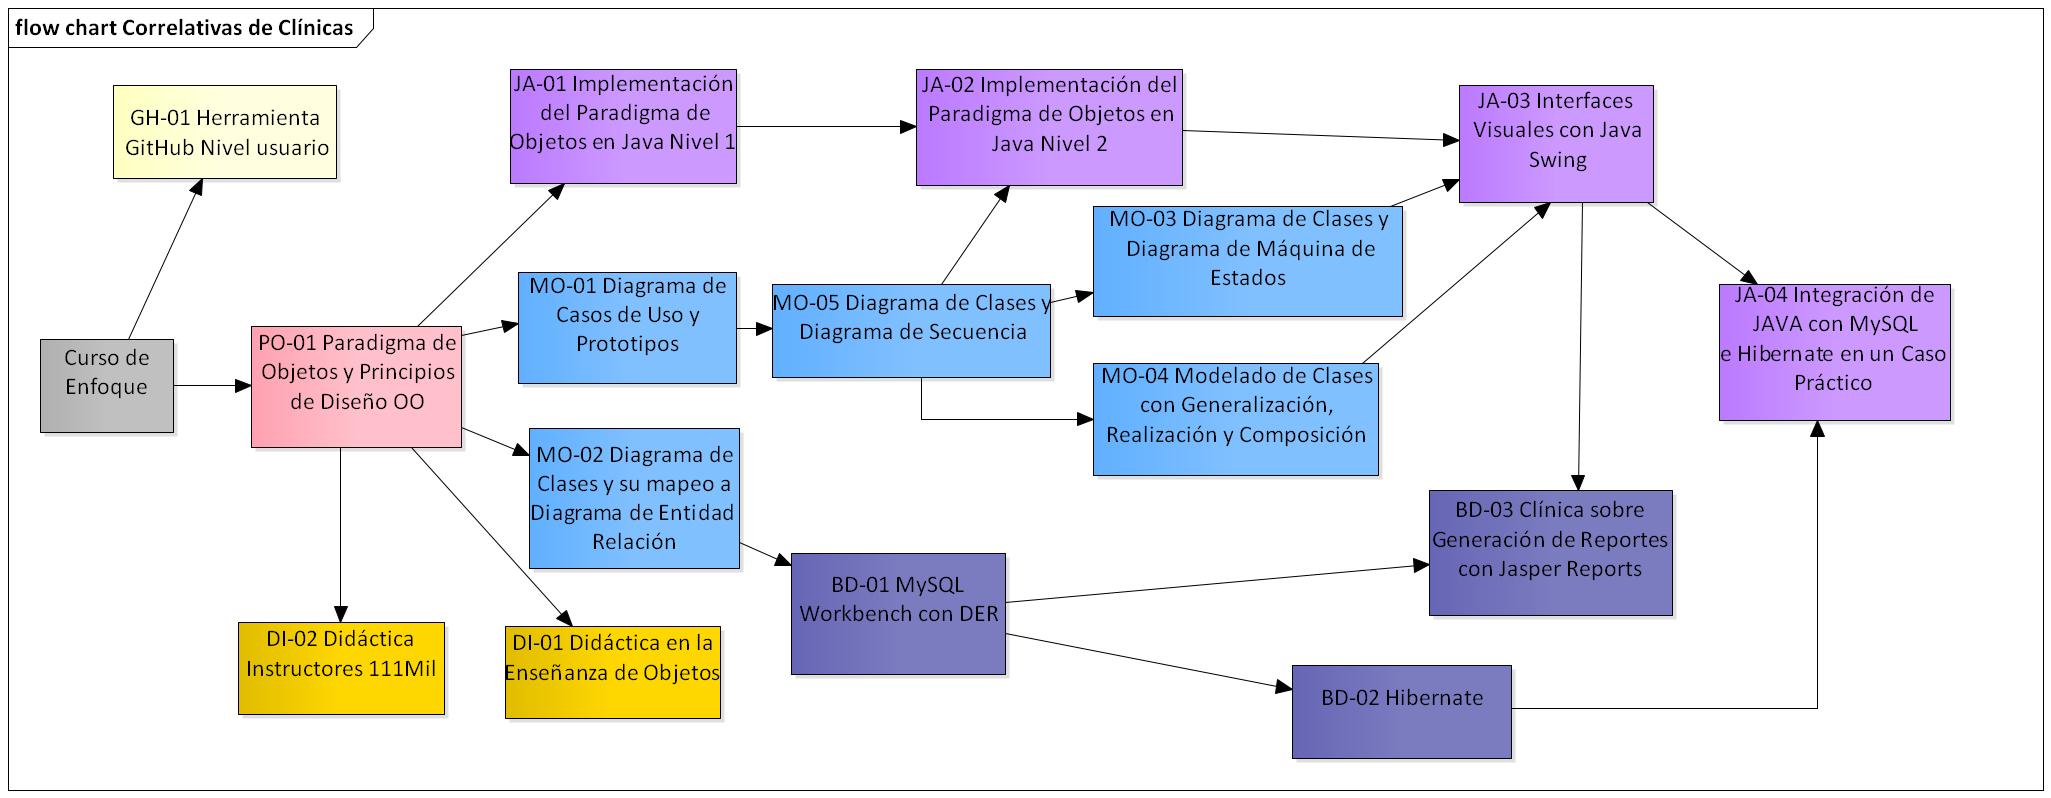 flow chart Correlativas de Clínicas
GH-01 Herramienta
GitHub Nivel usuario
JA-01 Implementación
del Paradigma de
Objetos en Java Nivel 1
JA-02 Implementación del
Paradigma de Objetos en
Java Nivel 2
JA-03 Interfaces
Visuales con Java
Swing
MO-03 Diagrama de Clases y
Diagrama de Máquina de
Estados
MO-01 Diagrama de
Casos de Uso y
Prototipos
MO-05 Diagrama de Clases y
Diagrama de Secuencia
JA-04 Integración de
JAVA con MySQL
e Hibernate en un Caso
Práctico
Curso de
Enfoque
PO-01 Paradigma de
Objetos y Principios
de Diseño OO
MO-04 Modelado de Clases
con Generalización,
Realización y Composición
MO-02 Diagrama de
Clases y su mapeo a
Diagrama de Entidad
Relación
BD-03 Clínica sobre
Generación de Reportes
con Jasper Reports
BD-01 MySQL
Workbench con DER
DI-02 Didáctica
Instructores 111Mil
DI-01 Didáctica en la
Enseñanza de Objetos
BD-02 Hibernate